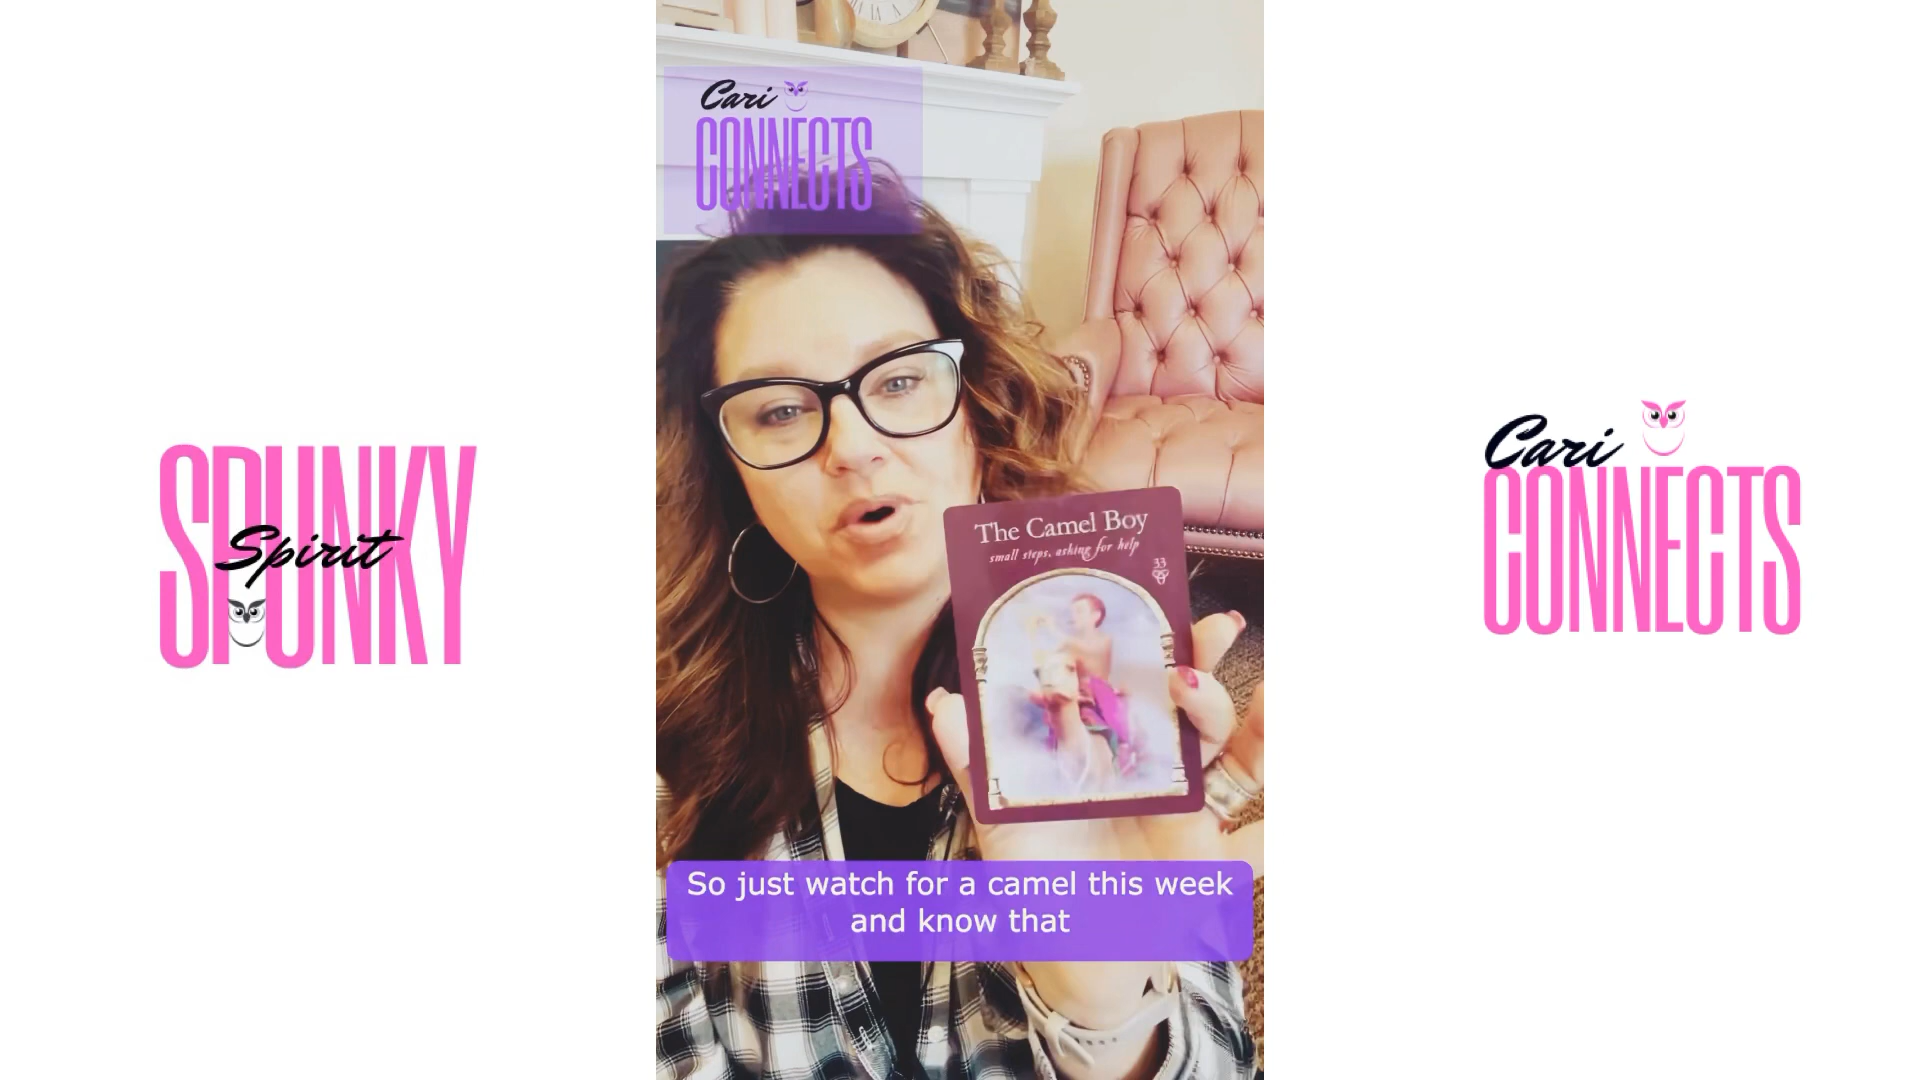 SPUNKY
Spirit
Cari
CONNECTS
The Camel Boy
small steps, asking for help
33
So just watch for a camel this week
and know that
Cari
CONNECTS